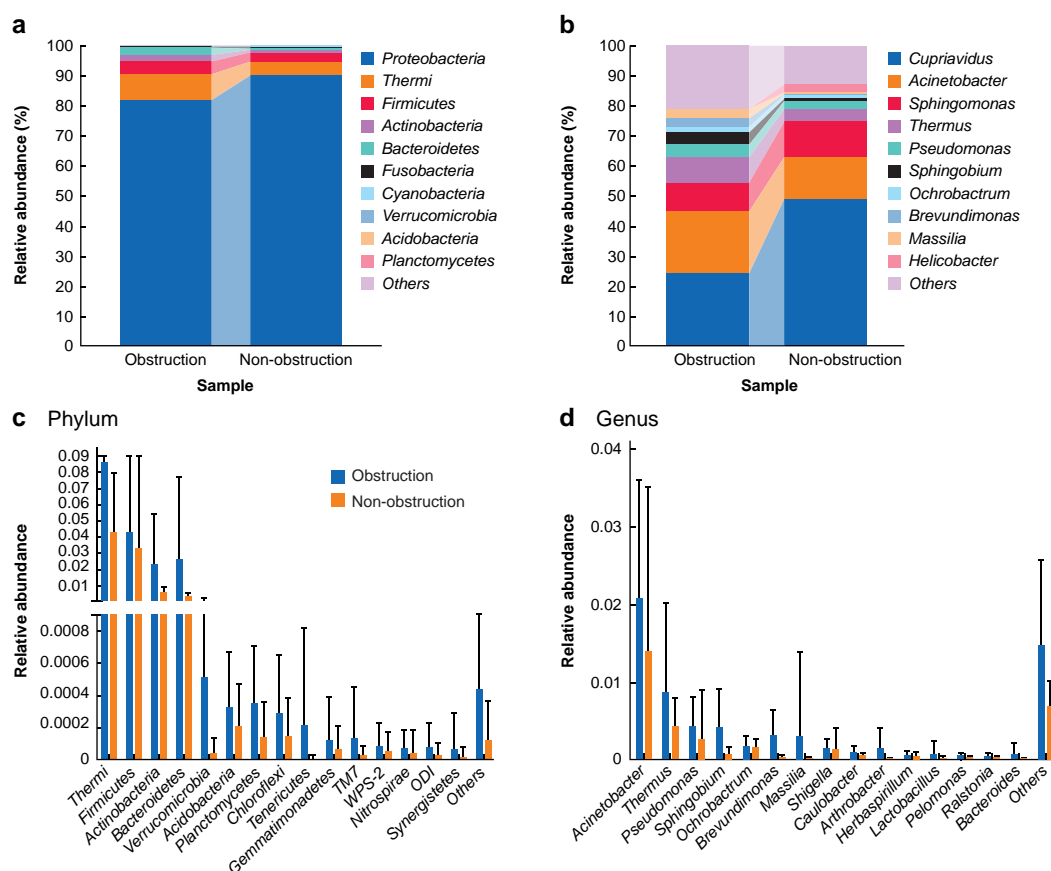 a
100
90
80
70
60
50
40
30
20
10
0
Relative abundance (%)
Obstruction
Non-obstruction
Sample
Proteobacteria
Thermi
Firmicutes
Actinobacteria
Bacteroidetes
Fusobacteria
Cyanobacteria
Verrucomicrobia
Acidobacteria
Planctomycetes
Others
b
100
90
80
70
60
50
40
30
20
10
0
Relative abundance (%)
Obstruction
Non-obstruction
Sample
Cupriavidus
Acinetobacter
Sphingomonas
Thermus
Pseudomonas
Sphingobium
Ochrobactrum
Brevundimonas
Massilia
Helicobacter
Others
c Phylum
0.09
0.08
0.07
0.06
0.05
0.04
0.03
0.02
0.01
0.0008
0.0006
0.0004
0.0002
0
Relative abundance
Obstruction
Non-obstruction
Thermi
Firmicutes
Actinobacteria
Bacteroidetes
Verrucomicrobia
Acidobacteria
Planctomycetes
Chloroflexi
Tenericutes
Gemmatimonadetes
TM7
WPS-2
Nitrospirae
ODI
Synergistetes
Others
d Genus
0.04
0.03
0.02
0.01
0
Relative abundance
Acinetobacter
Thermus
Pseudomonas
Sphingobium
Ochrobactrum
Brevundimonas
Massilia
Shigella
Caulobacter
Arthrobacter
Herbaspirillum
Lactobacillus
Pelomonas
Ralstonia
Bacteroides
Others